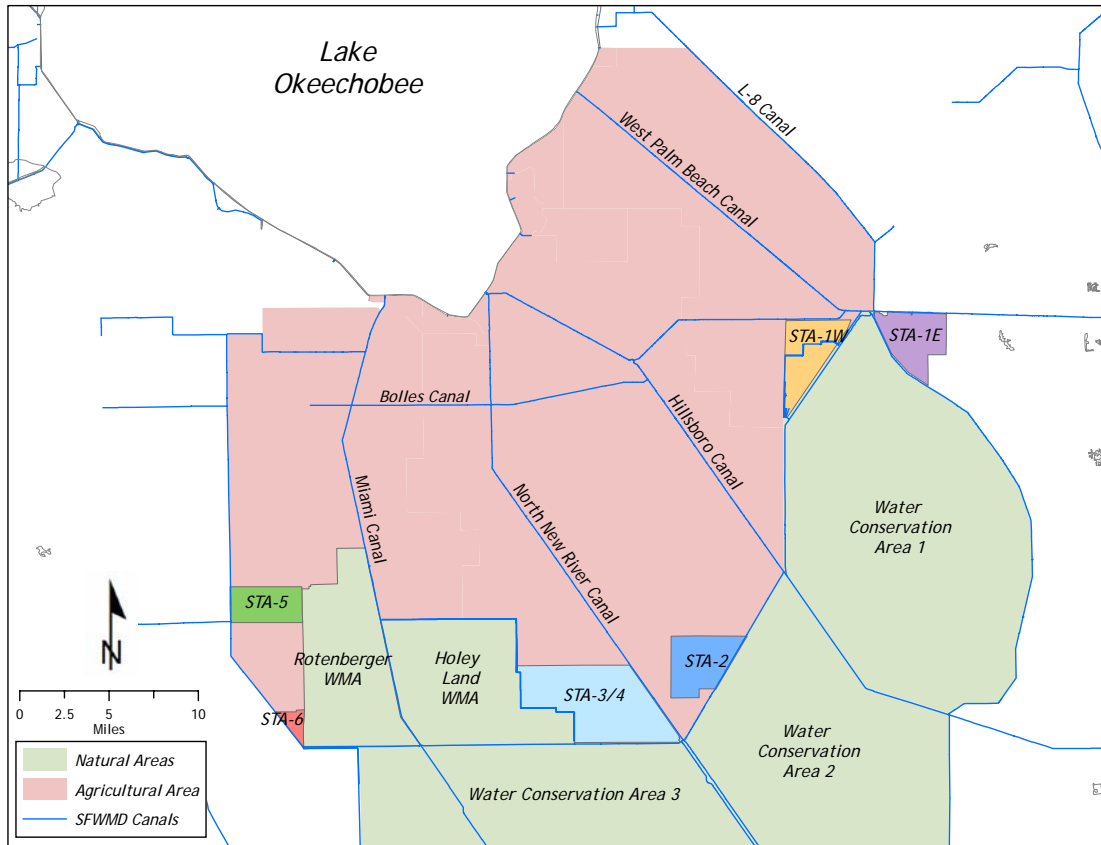 Lake
Okeechobee
L-8 Canal
West Palm Beach Canal
STA-1W
STA-1E
Bolles Canal
Hillsboro Canal
Miami Canal
North New River Canal
Water
Conservation
Area 1
STA-5
Rotenberger
WMA
Holey
Land
WMA
STA-2
STA-3/4
STA-6
Water
Conservation
Area 2
Water Conservation Area 3
N
0 2.5 5 10
Miles
Natural Areas
Agricultural Area
SFWMD Canals